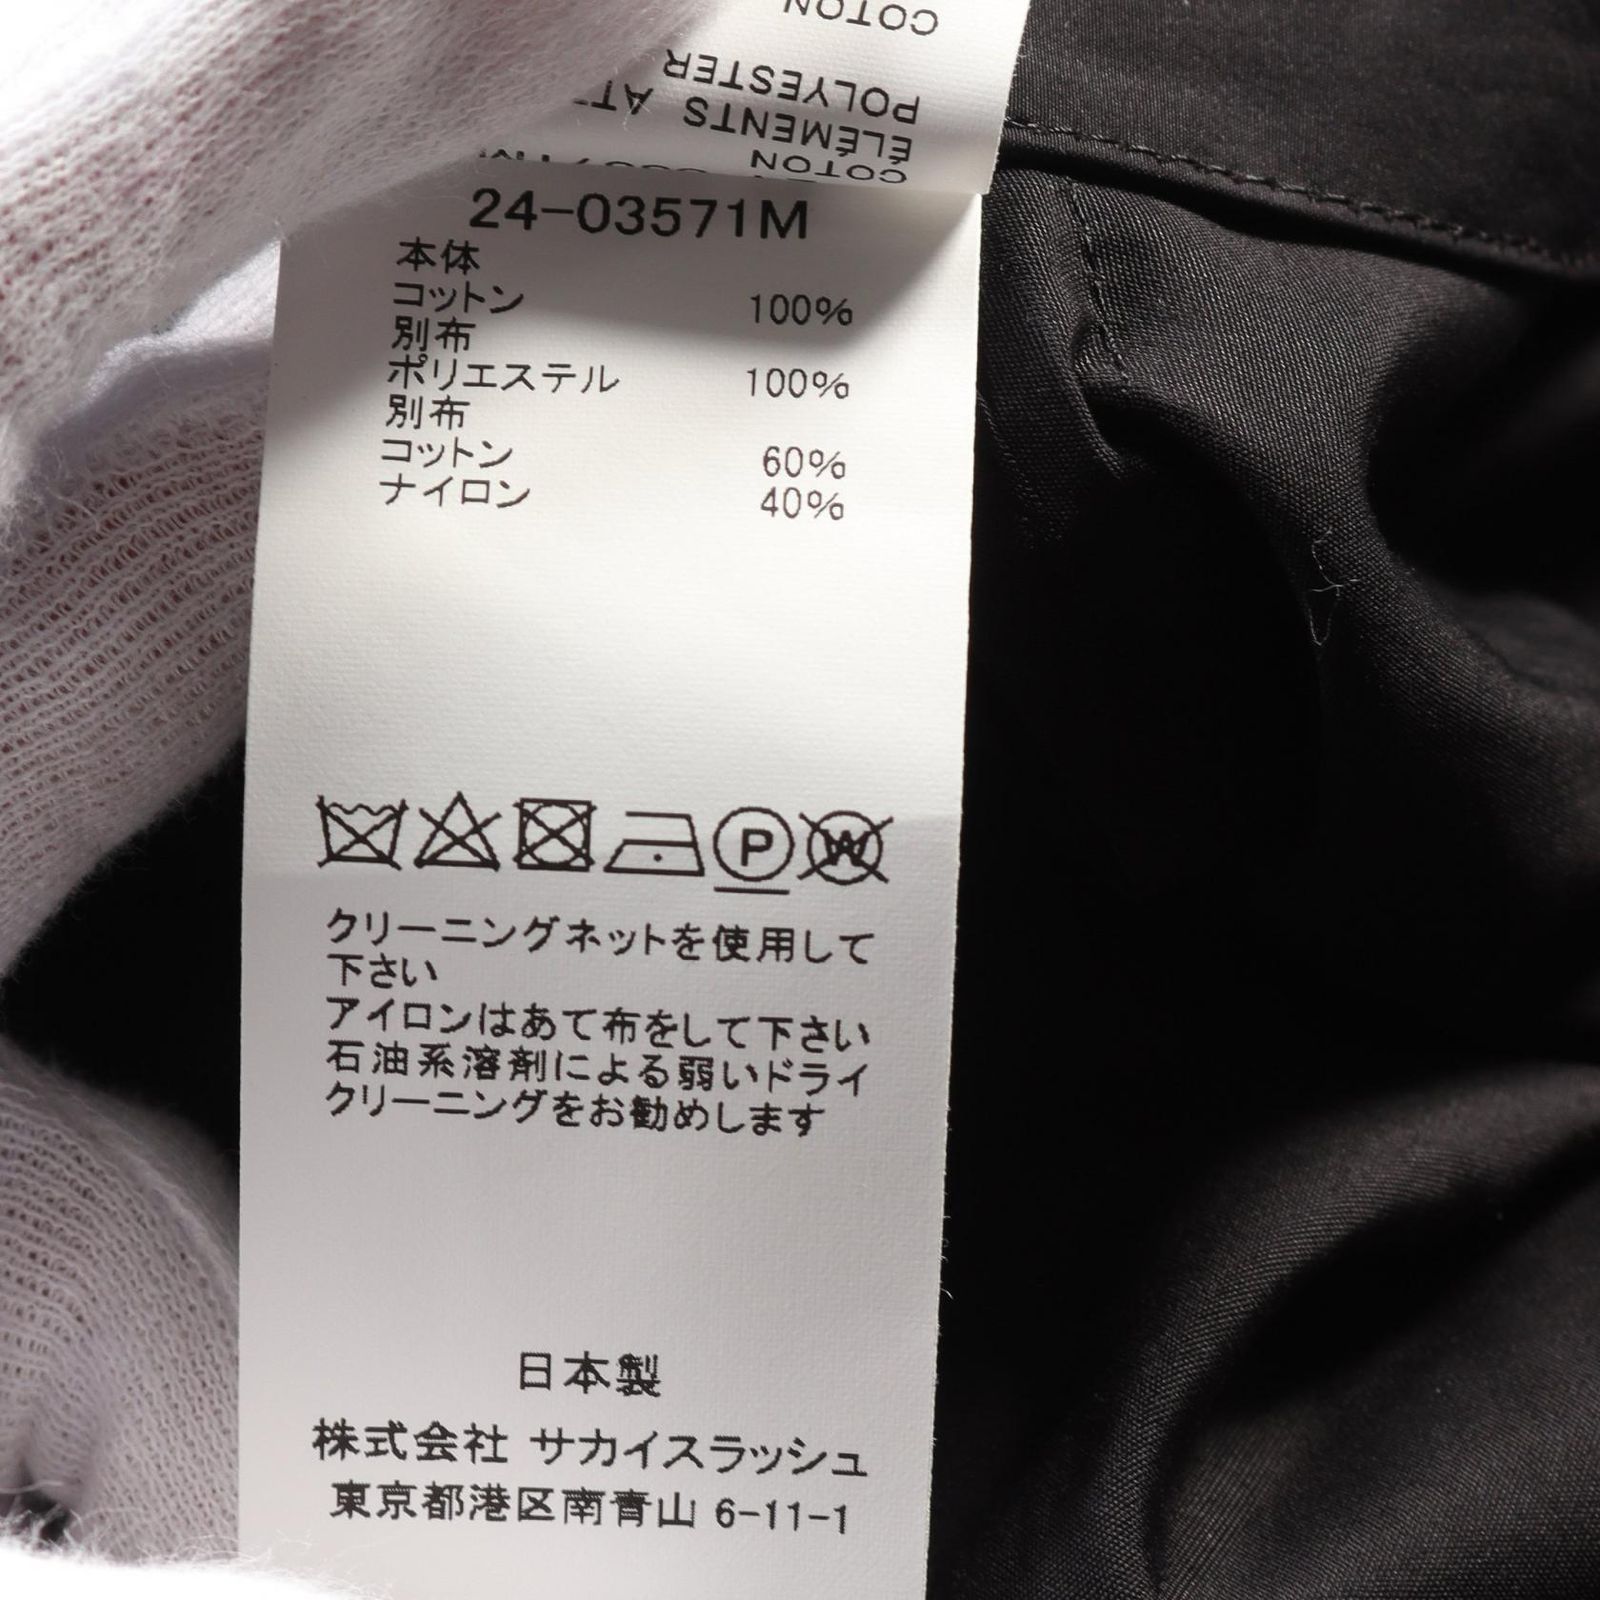 COTON
POLYESTER
ÉLÉMENTS
COTON
24-03571M
本体
コットン 100%
別布
ポリエステル 100%
別布
コットン 60%
ナイロン 40%
P
W
クリーニングネットを使用して
下さい
アイロンはあて布をして下さい
石油系溶剤による弱いドライ
クリーニングをお勧めします
日本製
株式会社 サカイスラッシュ
東京都港区南青山 6-11-1